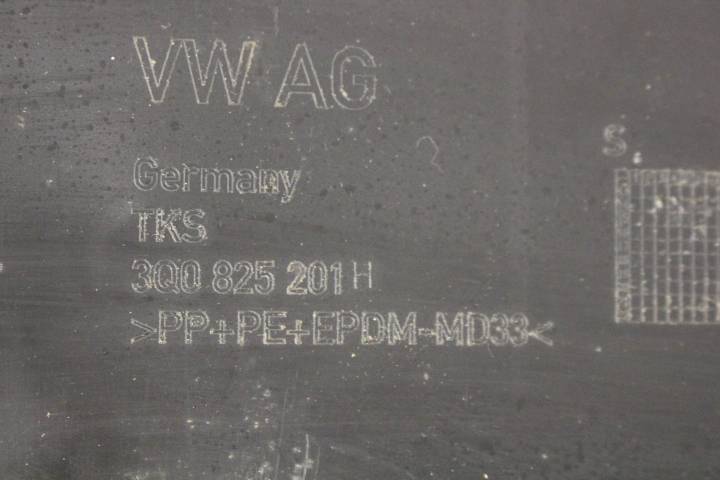 VW AG
S
Germany
TKS
3Q0 825 201 H
>PP+PE+EPDM-MD33<